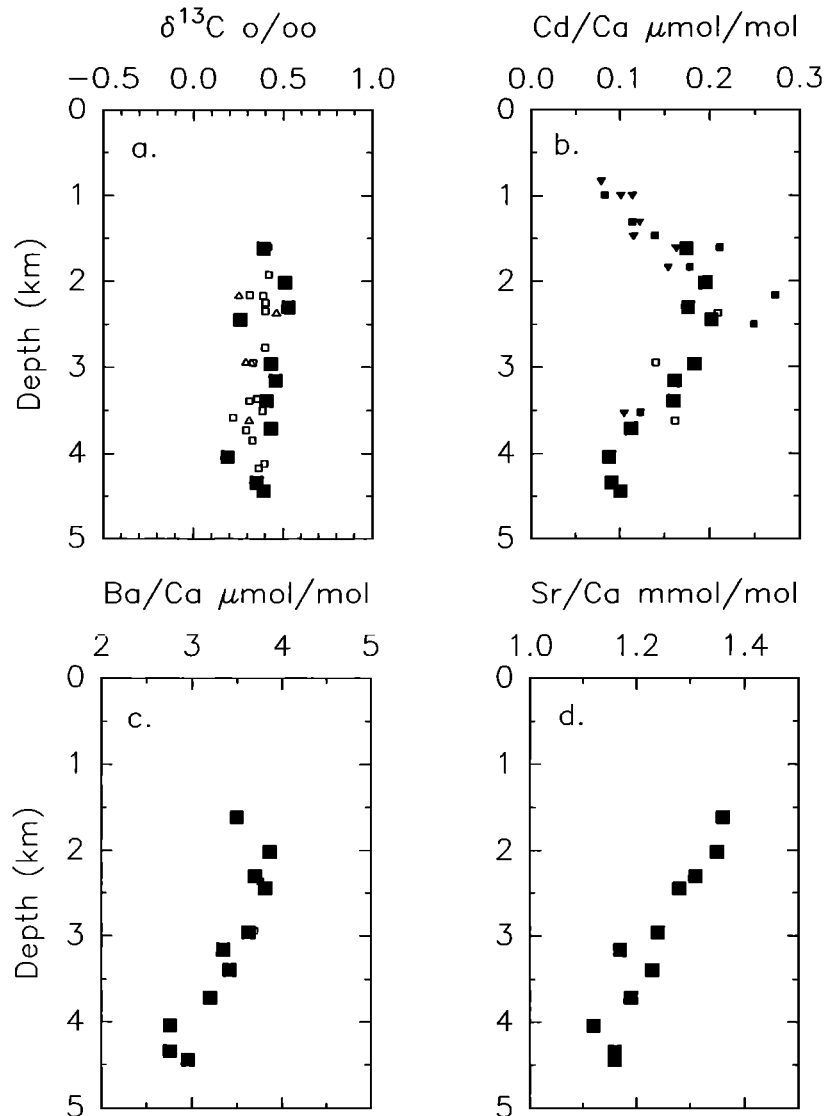 δ13C o/oo
Cd/Ca μmol/mol
−0.5 0.0 0.5 1.0
0.0 0.1 0.2 0.3
0
1
2
3
4
5
Depth (km)
a.
0
1
2
3
4
5
b.
Ba/Ca μmol/mol
Sr/Ca mmol/mol
2 3 4 5
1.0 1.2 1.4
0
1
2
3
4
5
Depth (km)
c.
0
1
2
3
4
5
d.